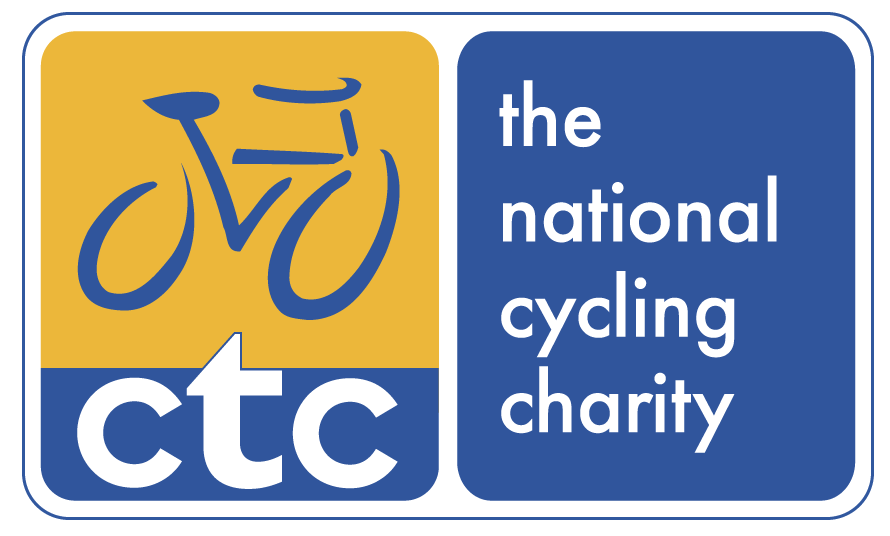 ctc
the
national
cycling
charity